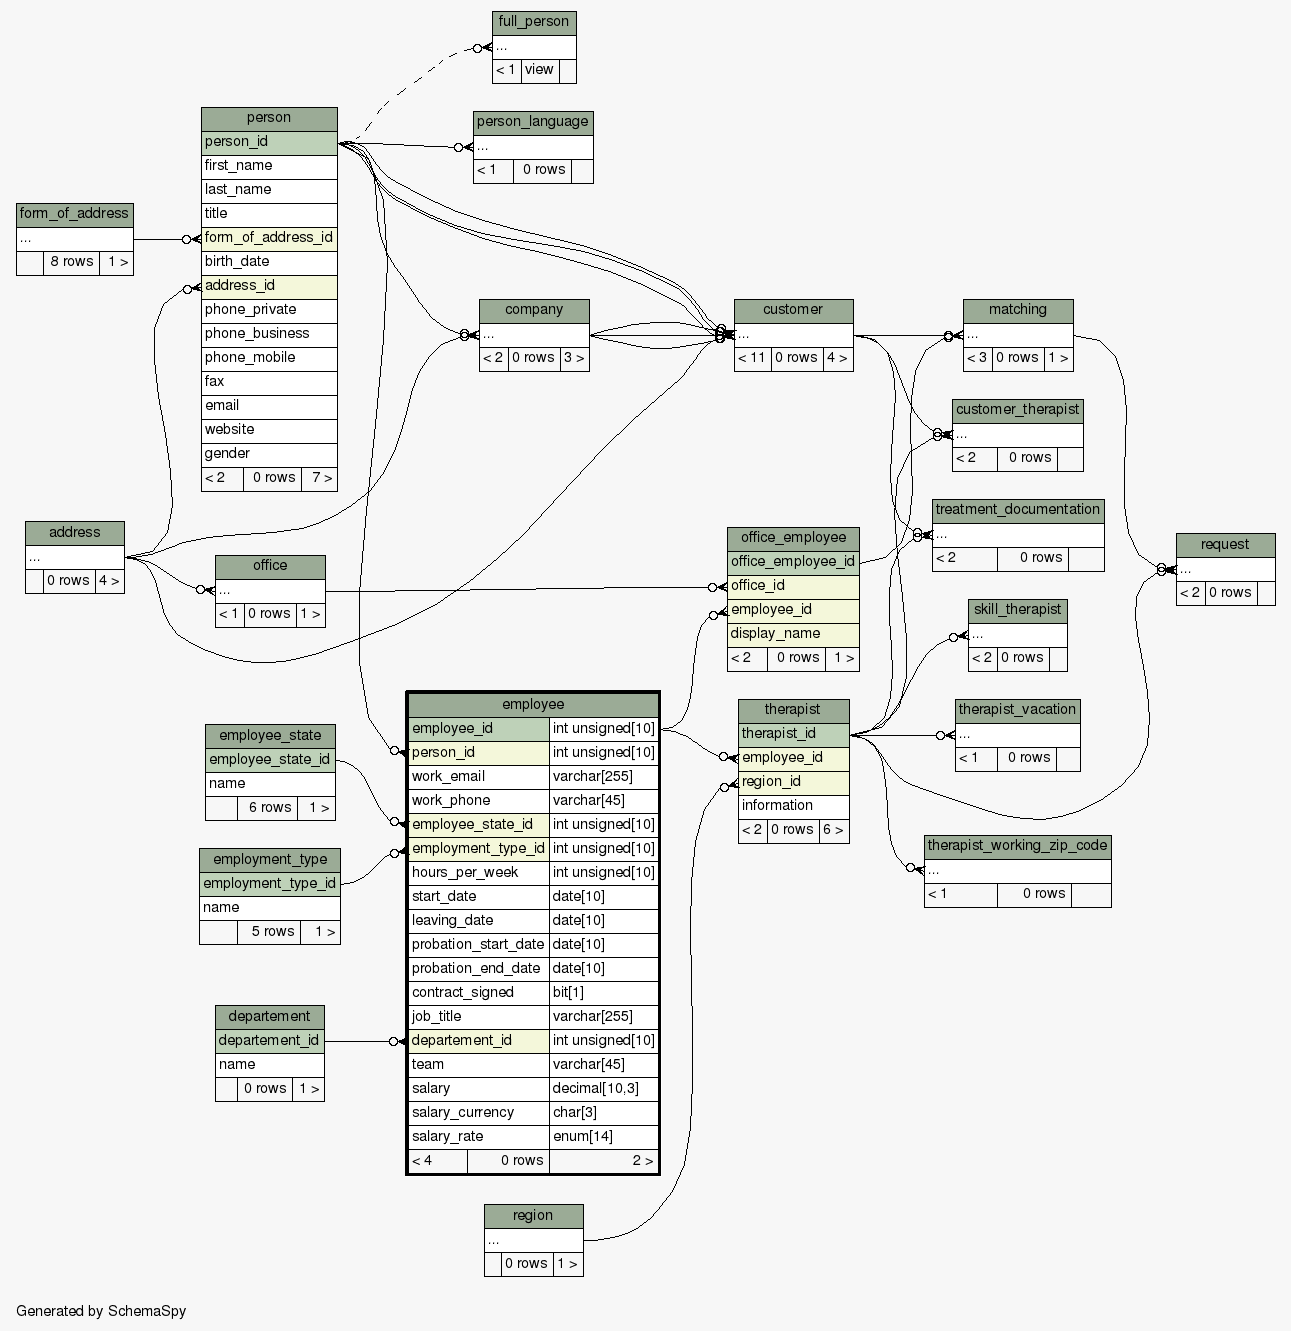 full_person
...
< 1 view
person
person_id
first_name
last_name
title
form_of_address_id
birth_date
address_id
phone_private
phone_business
phone_mobile
fax
email
website
gender
< 2 0 rows 7 >
person_language
...
< 1 0 rows
form_of_address
...
8 rows 1 >
company
...
< 2 0 rows 3 >
customer
...
< 11 0 rows 4 >
matching
...
< 3 0 rows 1 >
customer_therapist
...
< 2 0 rows
treatment_documentation
...
< 2 0 rows
request
...
< 2 0 rows
address
...
0 rows 4 >
office
...
< 1 0 rows 1 >
office_employee
office_employee_id
office_id
employee_id
display_name
< 2 0 rows 1 >
skill_therapist
...
< 2 0 rows
employee
employee_id int unsigned[10]
person_id int unsigned[10]
work_email varchar[255]
work_phone varchar[45]
employee_state_id int unsigned[10]
employment_type_id int unsigned[10]
hours_per_week int unsigned[10]
start_date date[10]
leaving_date date[10]
probation_start_date date[10]
probation_end_date date[10]
contract_signed bit[1]
job_title varchar[255]
departement_id int unsigned[10]
team varchar[45]
salary decimal[10,3]
salary_currency char[3]
salary_rate enum[14]
< 4 0 rows 2 >
therapist
therapist_id
employee_id
region_id
information
< 2 0 rows 6 >
therapist_vacation
...
< 1 0 rows
employee_state
employee_state_id
name
6 rows 1 >
employment_type
employment_type_id
name
5 rows 1 >
therapist_working_zip_code
...
< 1 0 rows
departement
departement_id
name
0 rows 1 >
region
...
0 rows 1 >
Generated by SchemaSpy